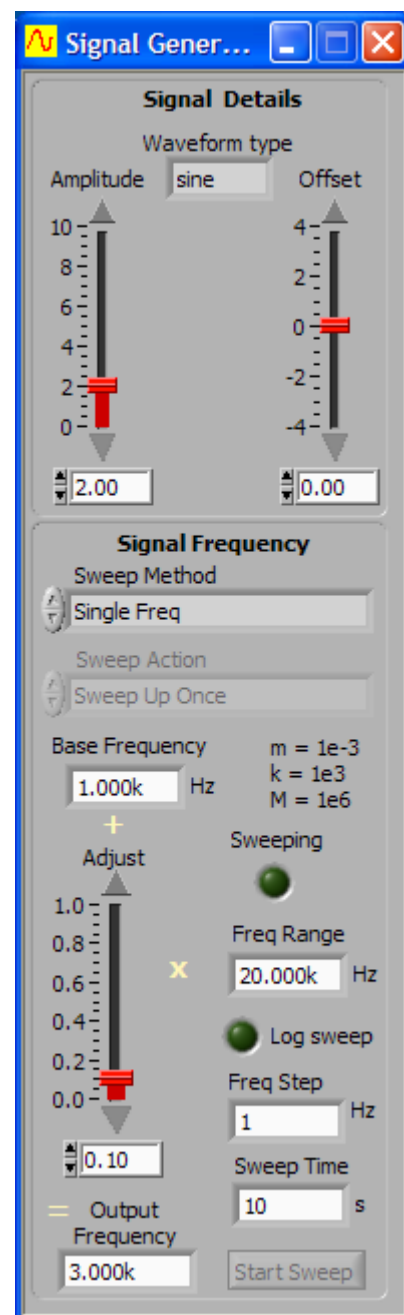 Signal Gener...
Signal Details
Waveform type
Amplitude sine Offset
10 4
8 2
6 0
4 -2
2 -4
0
2.00 0.00
Signal Frequency
Sweep Method
Single Freq
Sweep Action
Sweep Up Once
Base Frequency
1.000k Hz
m = 1e-3
k = 1e3
M = 1e6
+
Adjust
1.0
0.8
0.6
0.4
0.2
0.0
0.10
x
Sweeping
Freq Range
20.000k Hz
Log sweep
Freq Step
1 Hz
Sweep Time
10 s
= Output
Frequency
3.000k
Start Sweep